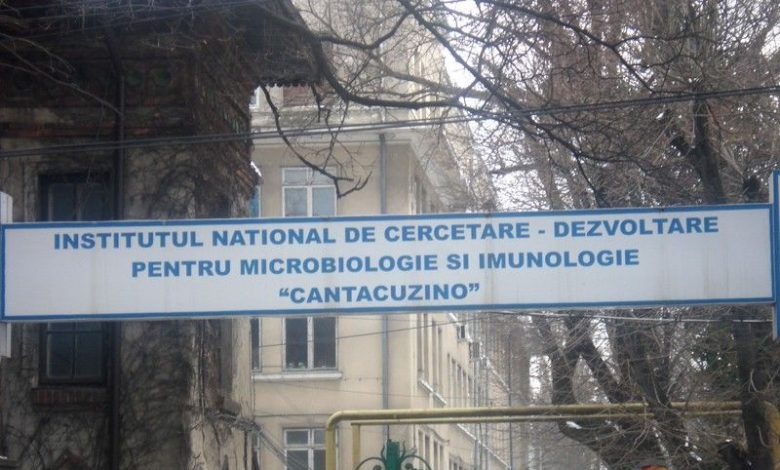 INSTITUTUL NATIONAL DE CERCETARE - DEZVOLTARE
PENTRU MICROBIOLOGIE SI IMUNOLOGIE
“CANTACUZINO”